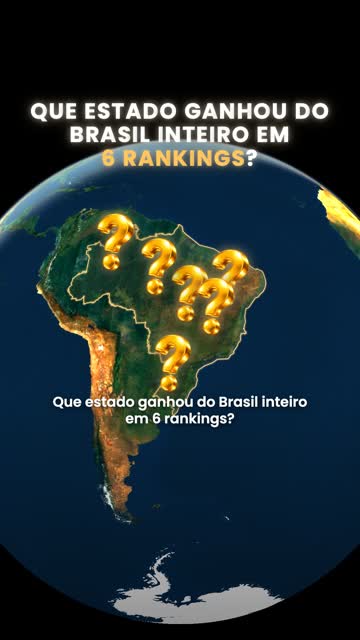 QUE ESTADO GANHOU DO
BRASIL INTEIRO EM
6 RANKINGS?
Que estado ganhou do Brasil inteiro
em 6 rankings?